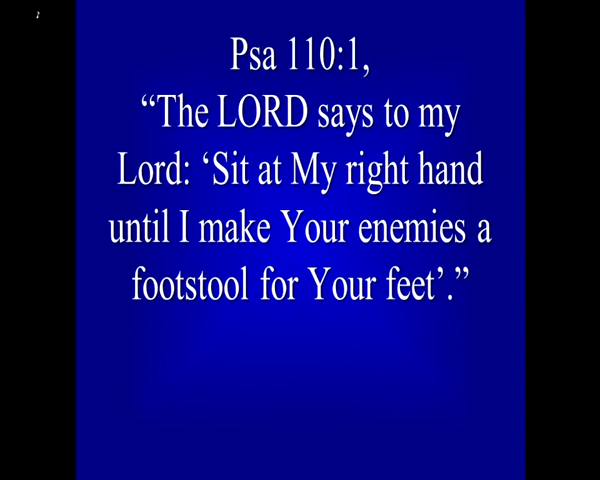 Psa 110:1,
“The LORD says to my
Lord: ‘Sit at My right hand
until I make Your enemies a
footstool for Your feet’.”